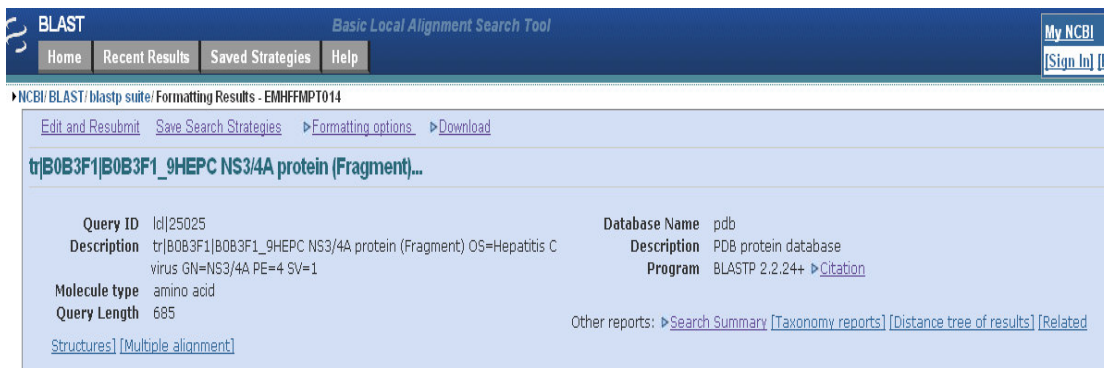 BLAST Basic Local Alignment Search Tool
My NCBI
Home Recent Results Saved Strategies Help
[Sign In]
NCBI/ BLAST/ blastp suite/ Formatting Results - EMHFFMPT014
Edit and Resubmit Save Search Strategies Formatting options Download
tr|B0B3F1|B0B3F1_9HEPC NS3/4A protein (Fragment)...
Query ID lcl|25025
Description tr|B0B3F1|B0B3F1_9HEPC NS3/4A protein (Fragment) OS=Hepatitis C
virus GN=NS3/4A PE=4 SV=1
Molecule type amino acid
Query Length 685
Database Name pdb
Description PDB protein database
Program BLASTP 2.2.24+ Citation
Other reports: Search Summary [Taxonomy reports] [Distance tree of results] [Related
Structures] [Multiple alignment]